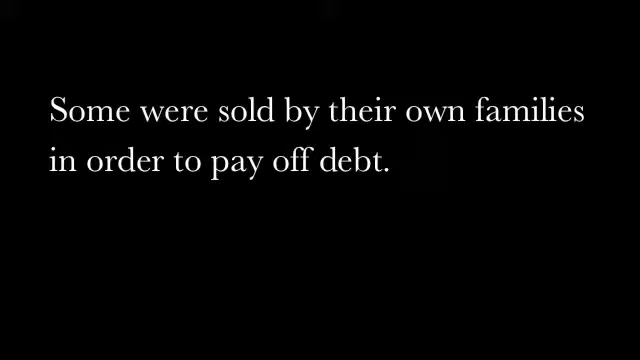 Some were sold by their own families
in order to pay off debt.